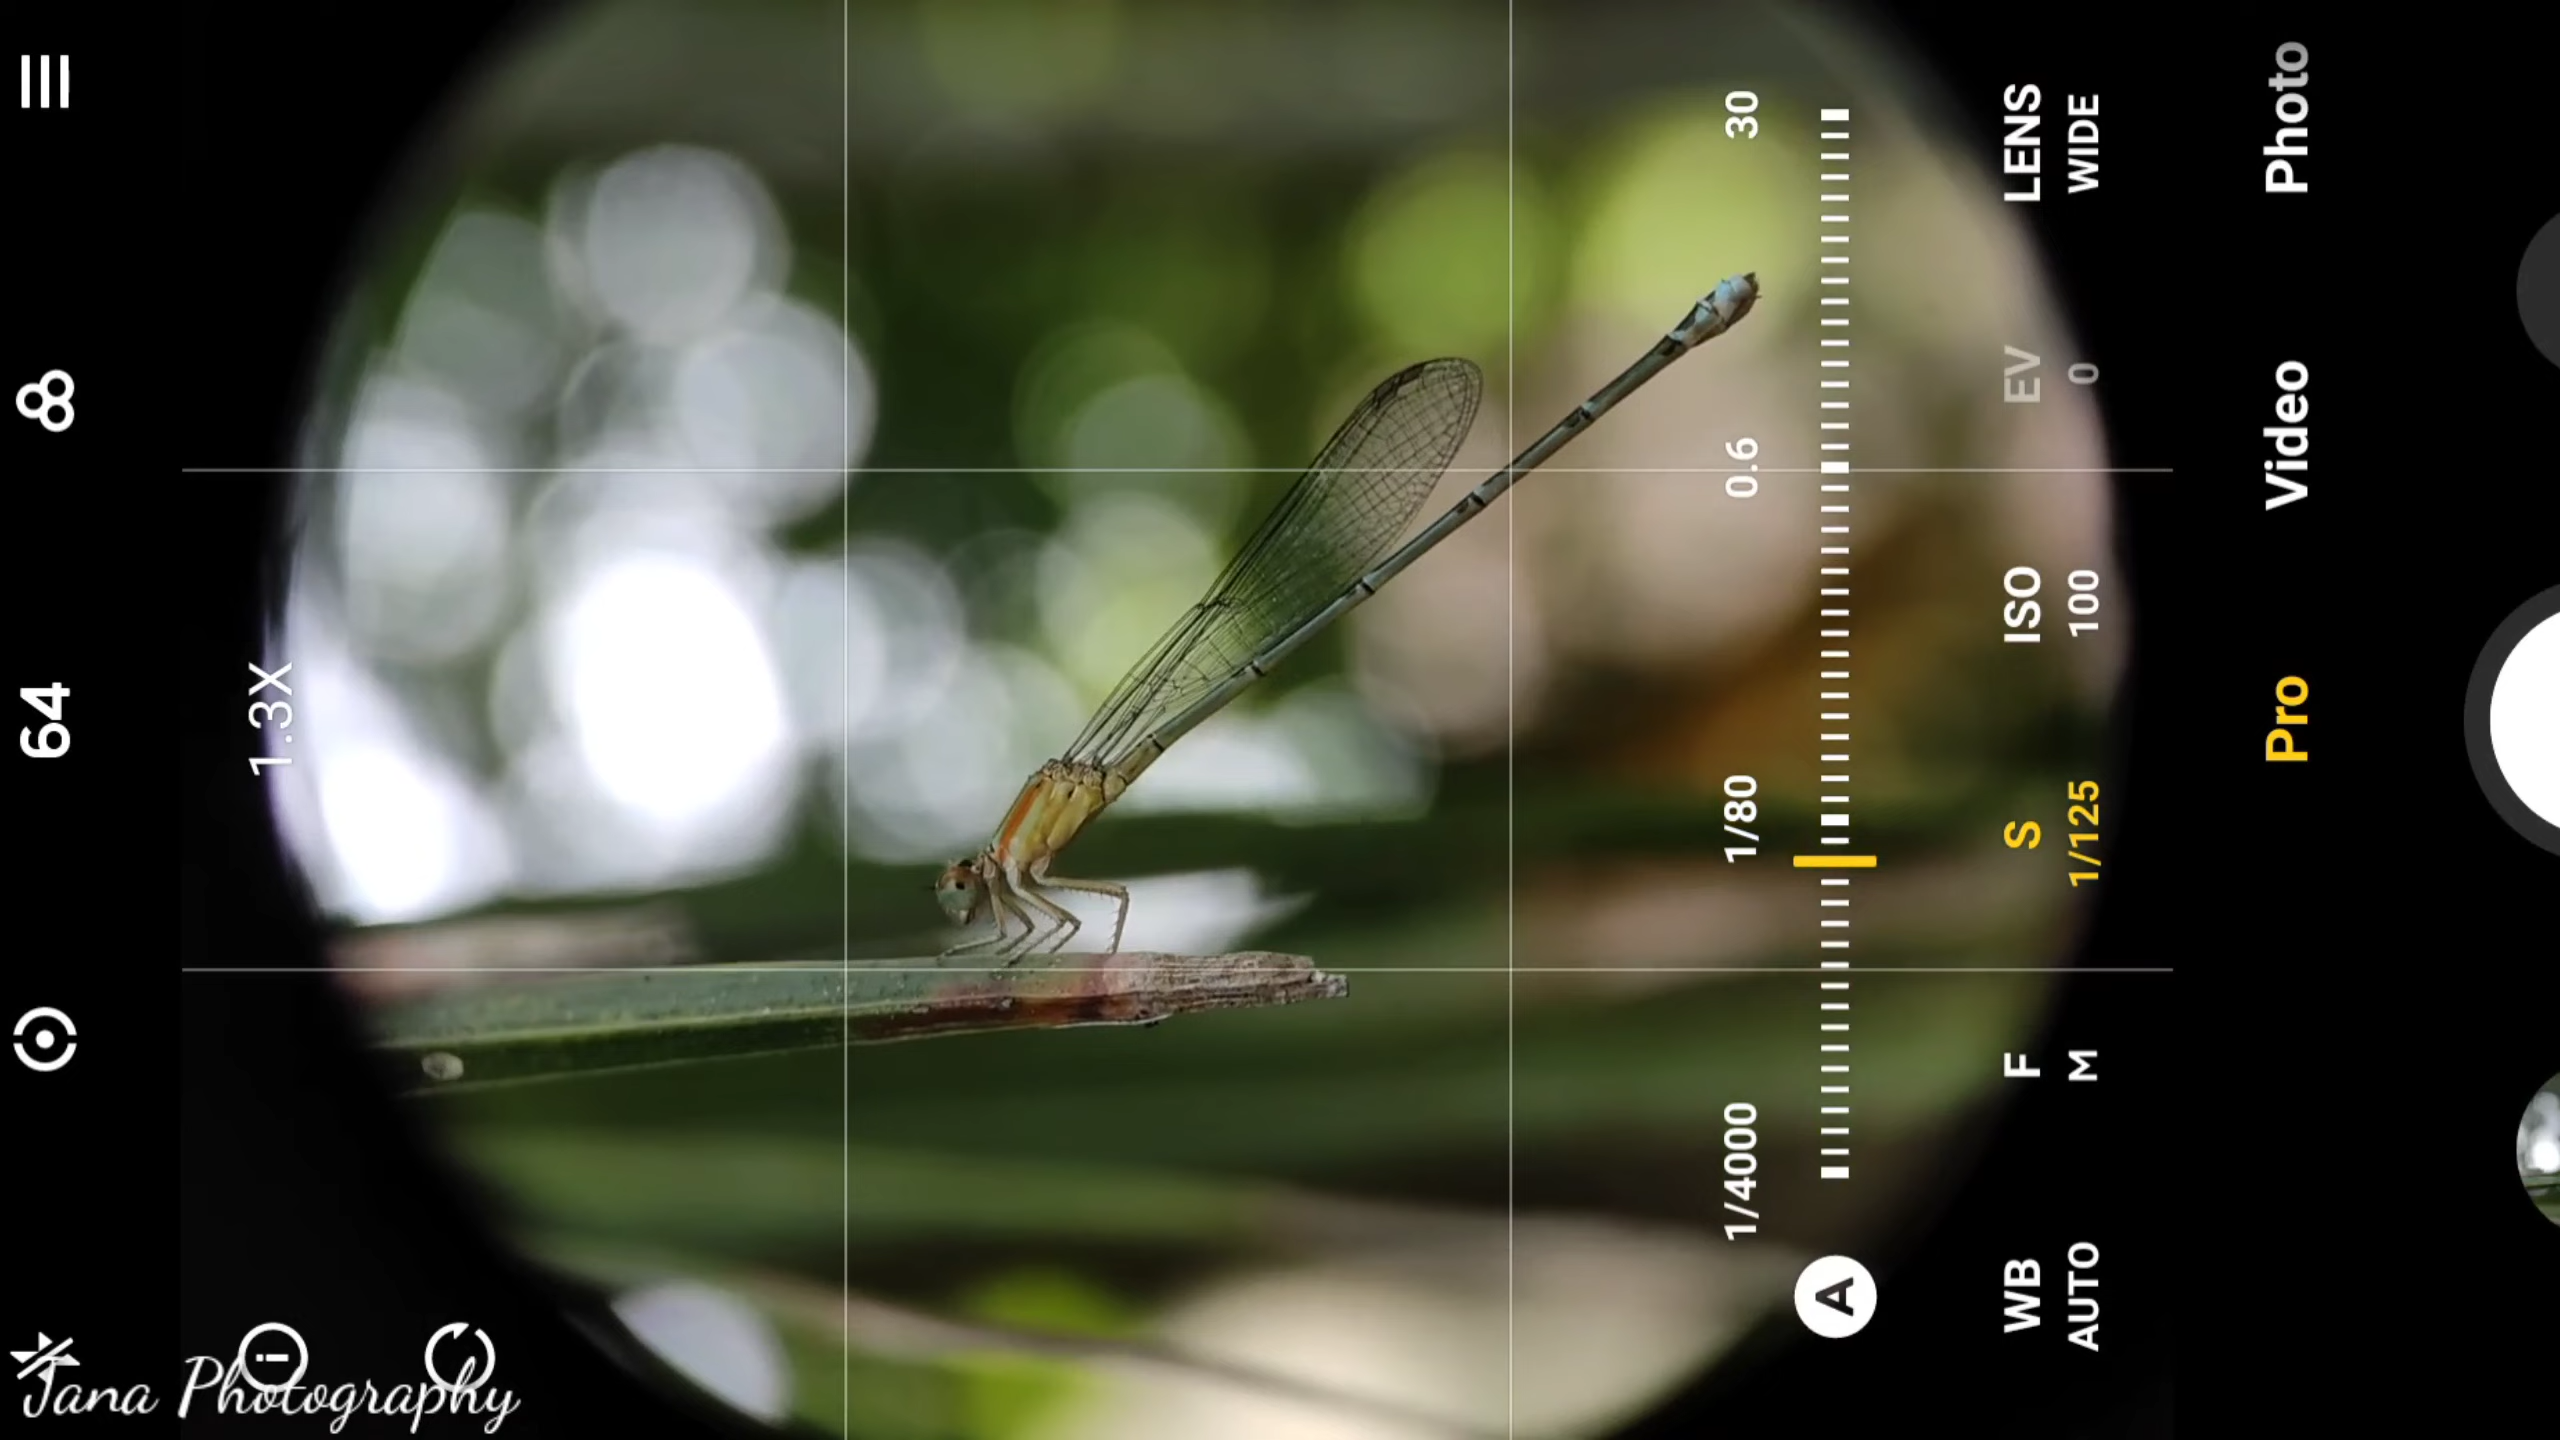 64
1.3X
30
0.6
1/80
1/4000
A
LENS
WIDE
EV
0
ISO
100
S
1/125
F
M
WB
AUTO
Photo
Video
Pro
Jana Photography